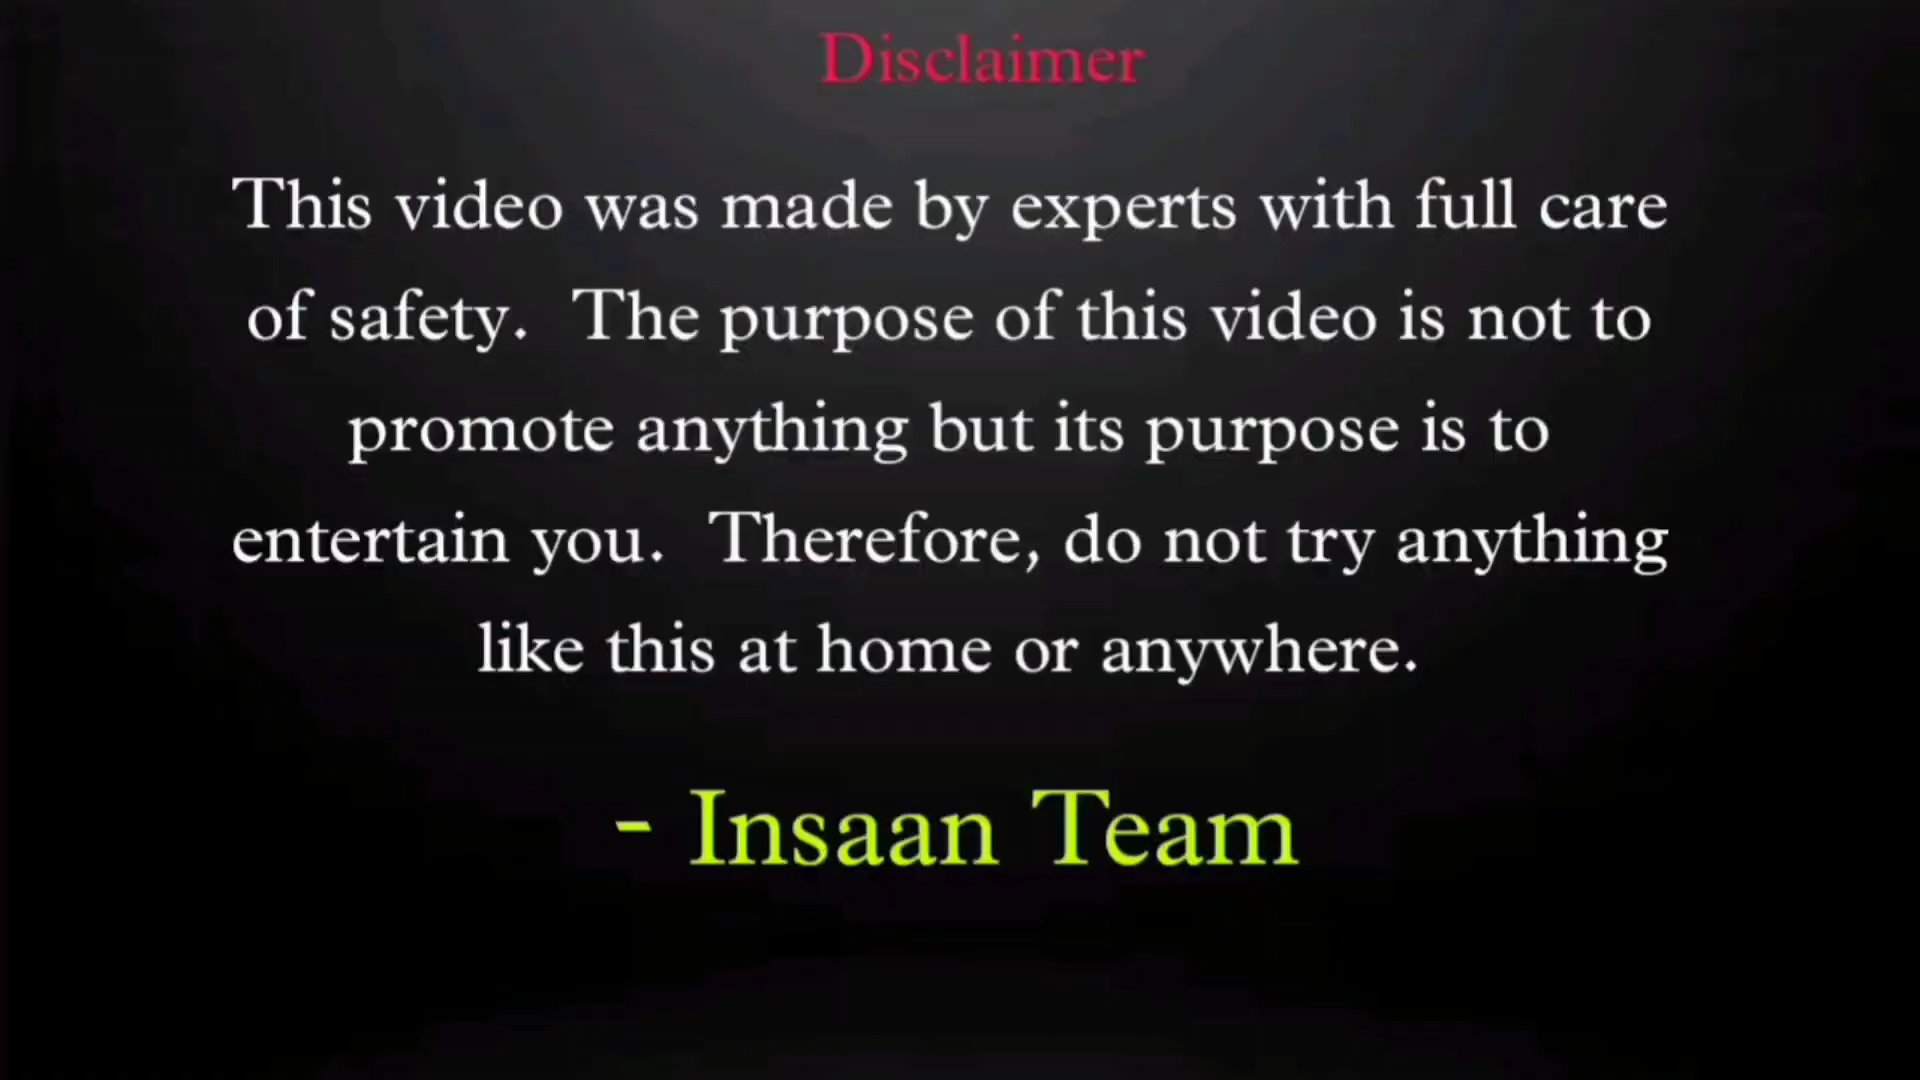 Disclaimer
This video was made by experts with full care
of safety.  The purpose of this video is not to
promote anything but its purpose is to
entertain you.  Therefore, do not try anything
like this at home or anywhere.
- Insaan Team